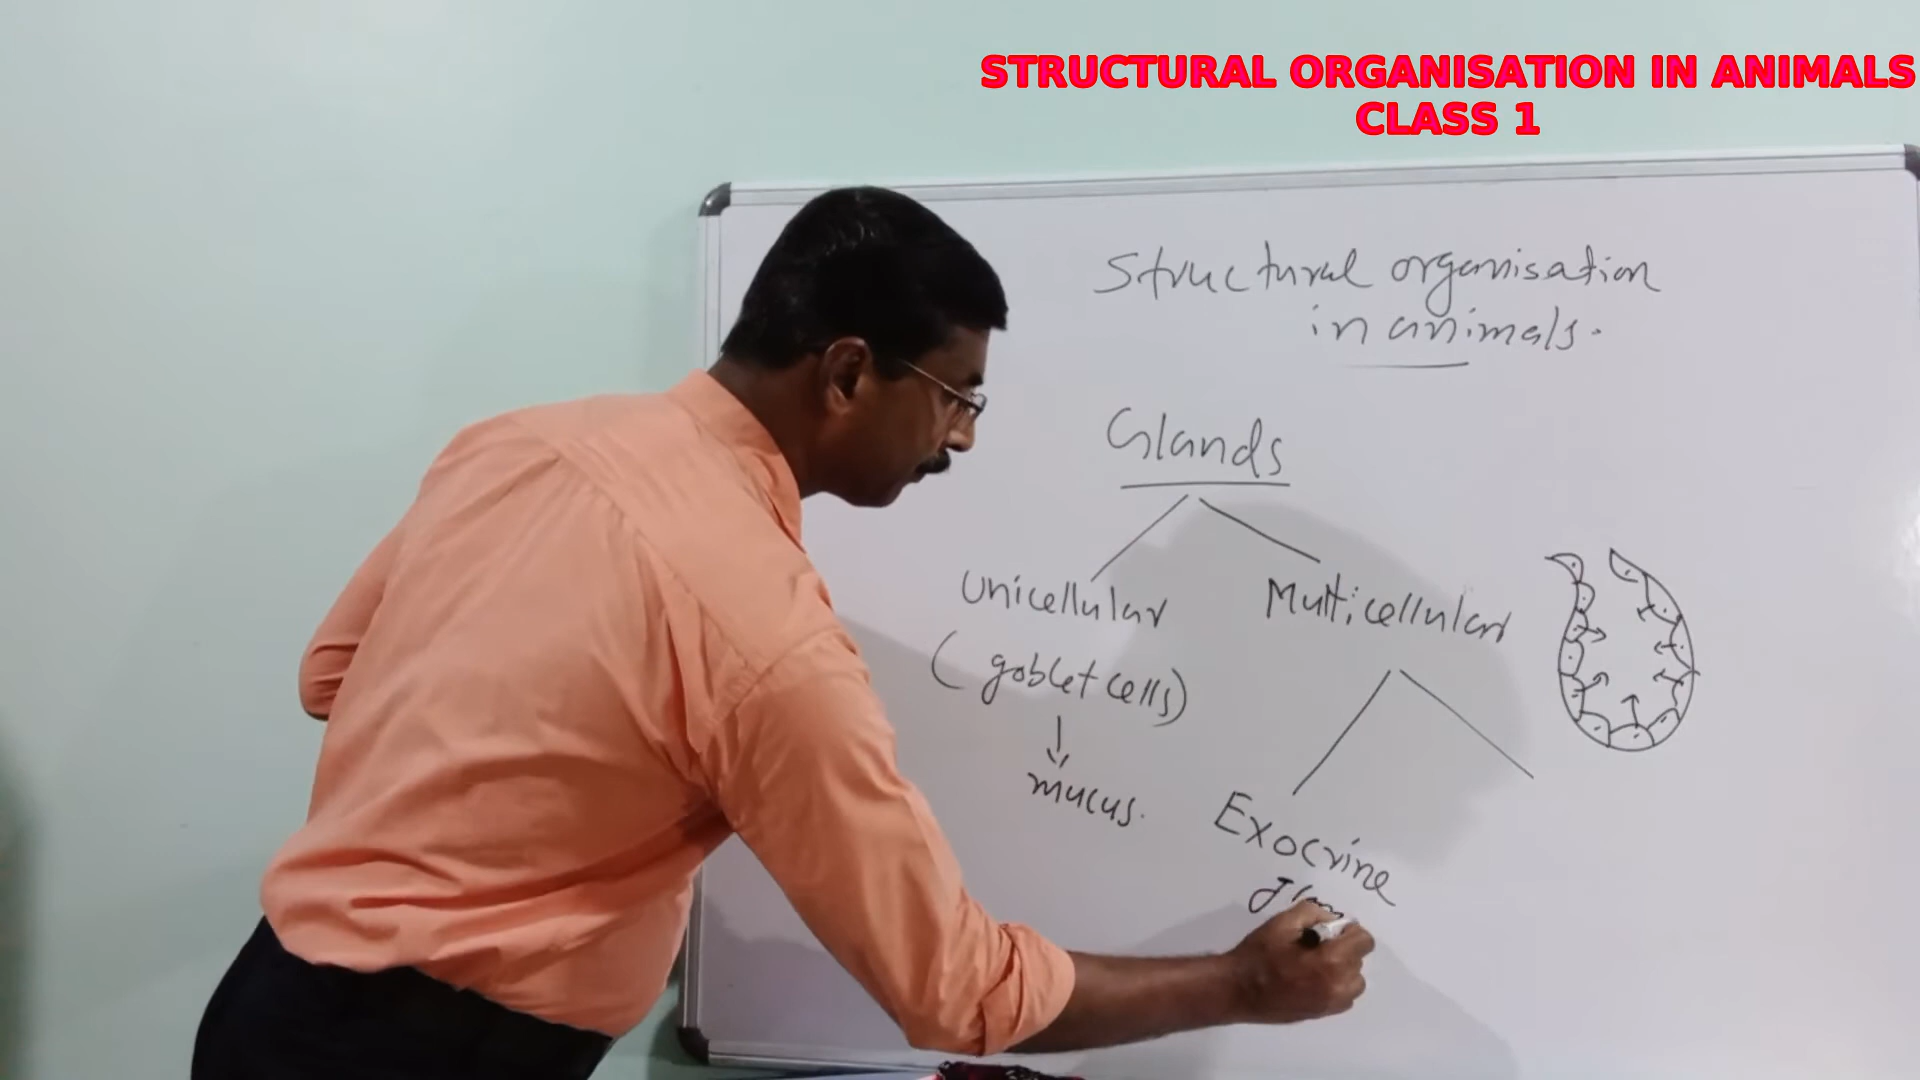 STRUCTURAL ORGANISATION IN ANIMALS
CLASS 1
Structural organisation
in animals.
Glands
Unicellular
Multicellular
(goblet cells)
mucus.
Exocrine